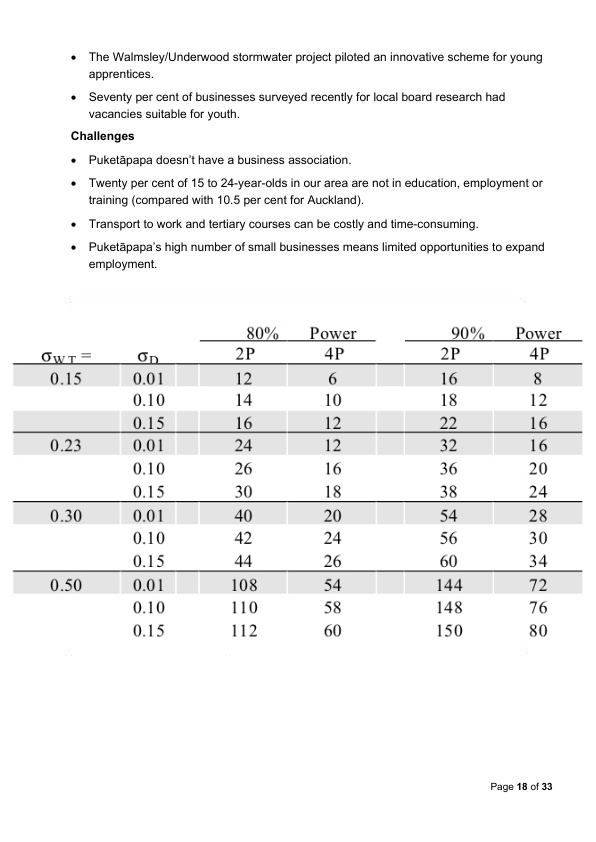 • The Walmsley/Underwood stormwater project piloted an innovative scheme for young
apprentices.
• Seventy per cent of businesses surveyed recently for local board research had
vacancies suitable for youth.
Challenges
• Puketāpapa doesn’t have a business association.
• Twenty per cent of 15 to 24-year-olds in our area are not in education, employment or
training (compared with 10.5 per cent for Auckland).
• Transport to work and tertiary courses can be costly and time-consuming.
• Puketāpapa’s high number of small businesses means limited opportunities to expand
employment.
80% Power 90% Power
σWT = σD 2P 4P 2P 4P
0.15 0.01 12 6 16 8
0.10 14 10 18 12
0.15 16 12 22 16
0.23 0.01 24 12 32 16
0.10 26 16 36 20
0.15 30 18 38 24
0.30 0.01 40 20 54 28
0.10 42 24 56 30
0.15 44 26 60 34
0.50 0.01 108 54 144 72
0.10 110 58 148 76
0.15 112 60 150 80
Page 18 of 33